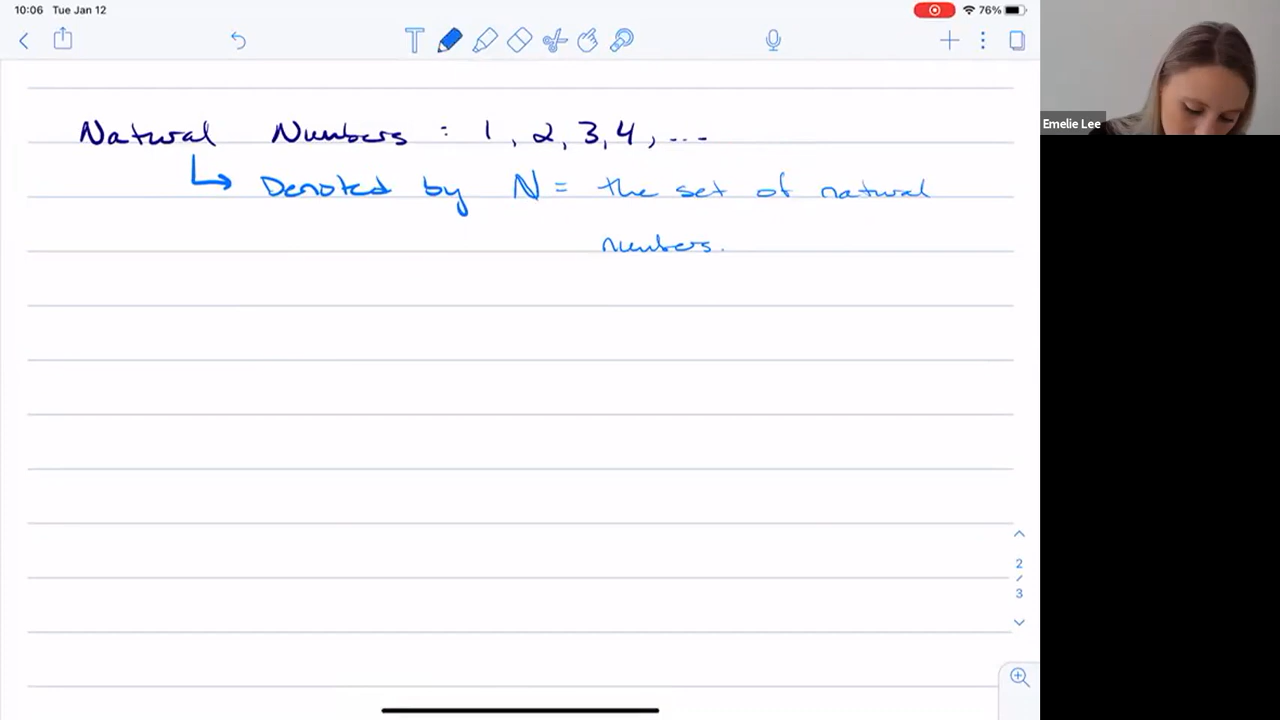 10:06 Tue Jan 12
76%
Emelie Lee
Natural Numbers : 1, 2, 3, 4, ...
Denoted by N = the set of natural
numbers.
2
/
3